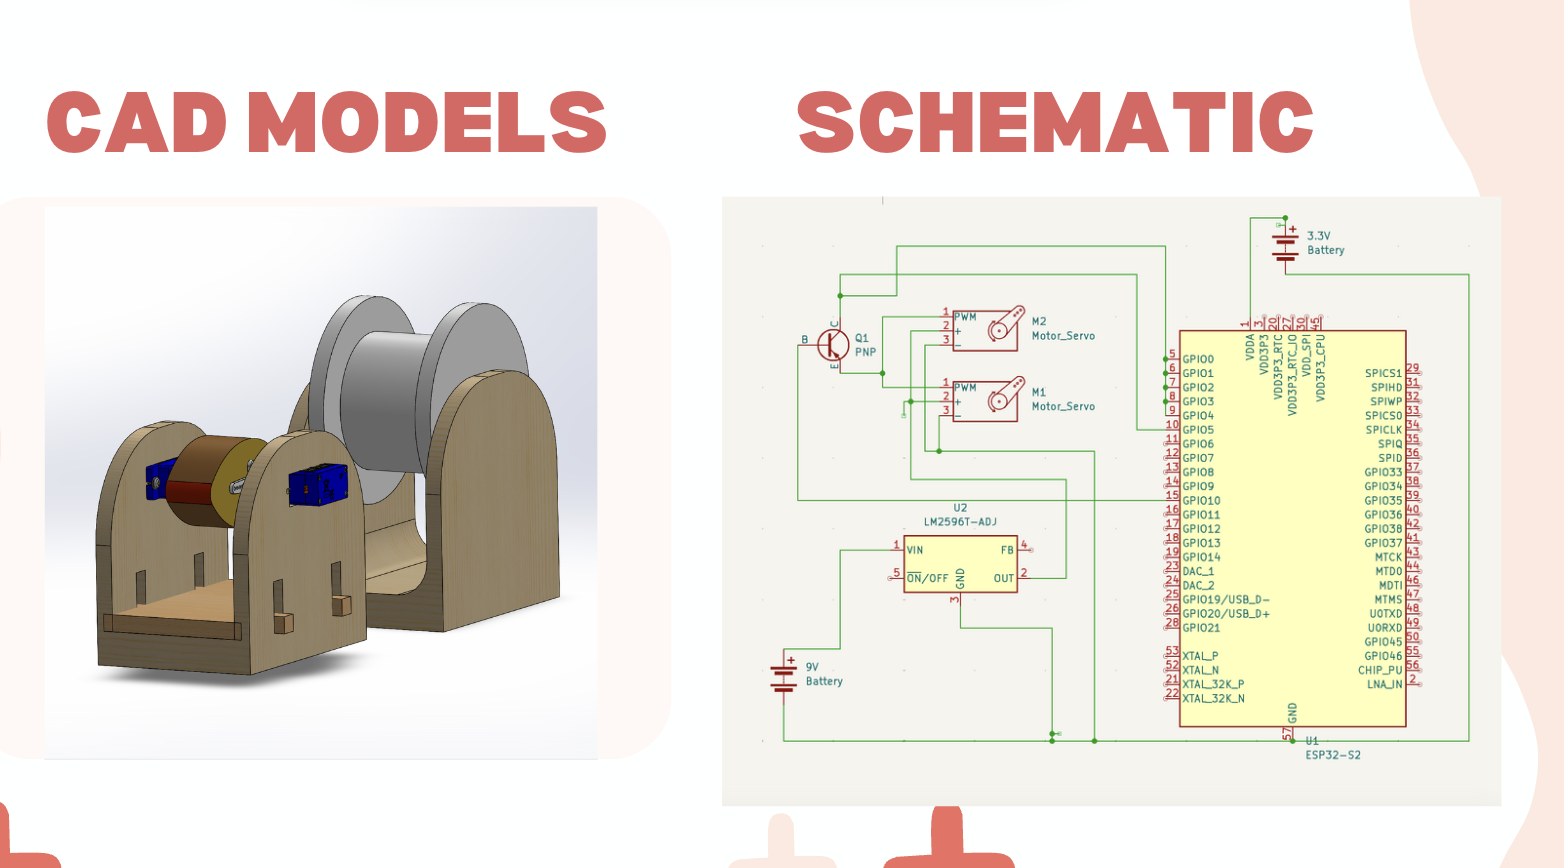 CAD MODELS
SCHEMATIC
3.3V
Battery
C
B
E
Q1
PNP
1 PWM
2 +
3 −
M2
Motor_Servo
1 PWM
2 +
3 −
M1
Motor_Servo
U2
LM2596T-ADJ
1 VIN
FB 4
5 ON/OFF
GND
3
OUT 2
9V
Battery
1 VDDA
3 VDD3P3
20 VDD3P3_RTC
27 VDD3P3_RTC_IO
30 VDD_SPI
45 VDD3P3_CPU
5 GPIO0
6 GPIO1
7 GPIO2
8 GPIO3
9 GPIO4
10 GPIO5
11 GPIO6
12 GPIO7
13 GPIO8
14 GPIO9
15 GPIO10
16 GPIO11
17 GPIO12
18 GPIO13
19 GPIO14
23 DAC_1
24 DAC_2
25 GPIO19/USB_D-
26 GPIO20/USB_D+
28 GPIO21
53 XTAL_P
52 XTAL_N
21 XTAL_32K_P
22 XTAL_32K_N
SPICS1 29
SPIHD 31
SPIWP 32
SPICS0 33
SPICLK 34
SPIQ 35
SPID 36
GPIO33 37
GPIO34 38
GPIO35 39
GPIO36 40
GPIO38 42
GPIO37 41
MTCK 43
MTDO 44
MDTI 46
MTMS 47
U0TXD 48
U0RXD 49
GPIO45 50
GPIO46 55
CHIP_PU 56
LNA_IN 2
GND
57
U1
ESP32-S2